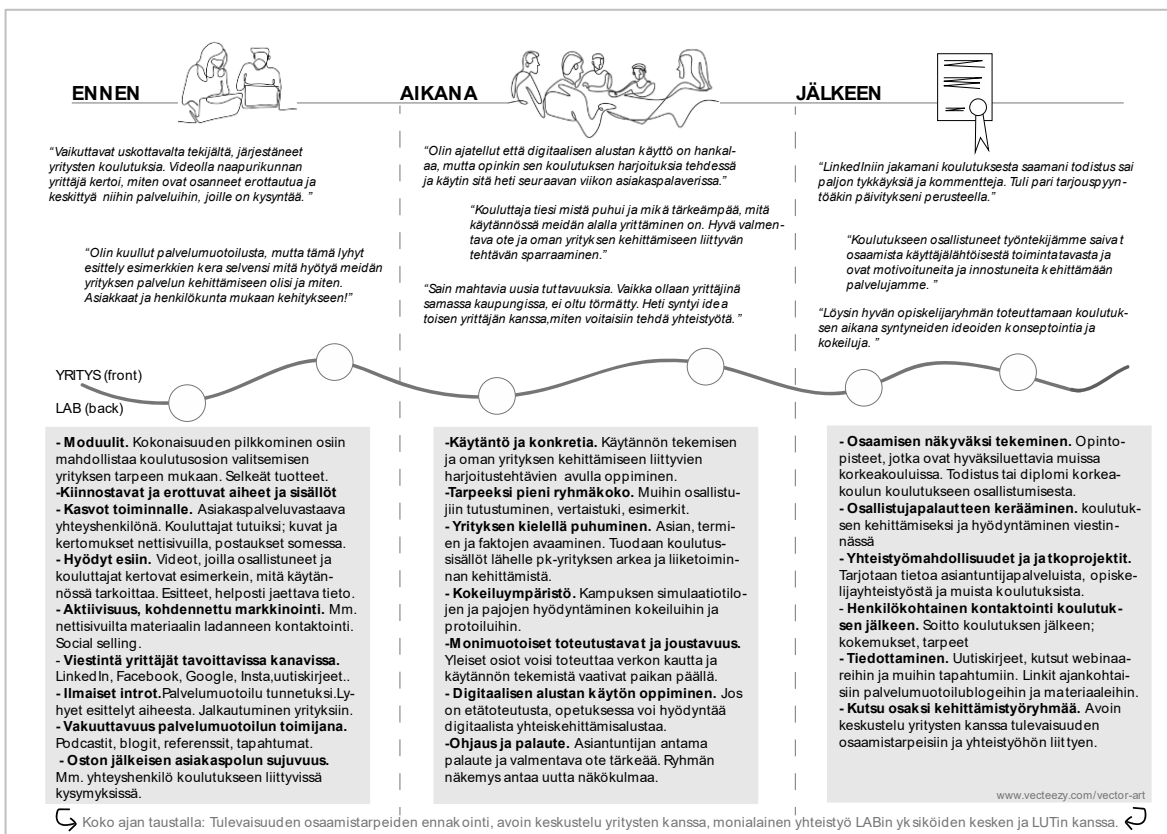 ENNEN
AIKANA
JÄLKEEN
“Vaikuttavat uskottavalta tekijältä, järjestäneet
yritysten koulutuksia. Videolla naapurikunnan
yrittäjä kertoi, miten ovat osanneet erottautua ja
keskittyä niihin palveluihin, joille on kysyntää. ”
“Olin kuullut palvelumuotoilusta, mutta tämä lyhyt
esittely esimerkkien kera selvensi mitä hyötyä meidän
yrityksen palvelun kehittämiseen olisi ja miten.
Asiakkaat ja henkilökunta mukaan kehitykseen!”
“Olin ajatellut että digitaalisen alustan käyttö on hankal-
aa, mutta opinkin sen koulutuksen harjoituksia tehdessä
ja käytin sitä heti seuraavan viikon asiakaspalaverissa.”
“Kouluttaja tiesi mistä puhui ja mikä tärkeämpää, mitä
käytännössä meidän alalla yrittäminen on. Hyvä valmen-
tava ote ja oman yrityksen kehittämiseen liittyvän
tehtävän sparraaminen.”
“Sain mahtavia uusia tuttavuuksia. Vaikka ollaan yrittäjinä
samassa kaupungissa, ei oltu törmätty. Heti syntyi idea
toisen yrittäjän kanssa,miten voitaisiin tehdä yhteistyötä. ”
“LinkedIniin jakamani koulutuksesta saamani todistus sai
paljon tykkäyksiä ja kommentteja. Tuli pari tarjouspyyn-
töäkin päivitykseni perusteella.”
“Koulutukseen osallistuneet työntekijämme saivat
osaamista käyttäjälähtöisestä toimintatavasta ja
ovat motivoituneita ja innostuneita kehittämään
palvelujamme. ”
“Löysin hyvän opiskelijaryhmän toteuttamaan koulutuk-
sen aikana syntyneiden ideoiden konseptointia ja
kokeiluja. ”
YRITYS (front)
LAB (back)
- Moduulit. Kokonaisuuden pilkkominen osiin
mahdollistaa koulutusosion valitsemisen
yrityksen tarpeen mukaan. Selkeät tuotteet.
-Kiinnostavat ja erottuvat aiheet ja sisällöt
- Kasvot toiminnalle. Asiakaspalveluvastaava
yhteyshenkilönä. Kouluttajat tutuiksi; kuvat ja
kertomukset nettisivuilla, postaukset somessa.
- Hyödyt esiin. Videot, joilla osallistuneet ja
kouluttajat kertovat esimerkein, mitä käytän-
nössä tarkoittaa. Esitteet, helposti jaettava tieto.
- Aktiivisuus, kohdennettu markkinointi. Mm.
nettisivuilta materiaalin ladanneen kontaktointi.
Social selling.
- Viestintä yrittäjät tavoittavissa kanavissa.
LinkedIn, Facebook, Google, Insta,uutiskirjeet..
- Ilmaiset introt.Palvelumuotoilu tunnetuksi.Ly-
hyet esittelyt aiheesta. Jalkautuminen yrityksiin.
- Vakuuttavuus palvelumuotoilun toimijana.
Podcastit, blogit, referenssit, tapahtumat.
- Oston jälkeisen asiakaspolun sujuvuus.
Mm. yhteyshenkilö koulutukseen liittyvissä
kysymyksissä.
-Käytäntö ja konkretia. Käytännön tekemisen
ja oman yrityksen kehittämiseen liittyvien
harjoitustehtävien avulla oppiminen.
-Tarpeeksi pieni ryhmäkoko. Muihin osallistu-
jiin tutustuminen, vertaistuki, esimerkit.
- Yrityksen kielellä puhuminen. Asian, termi-
en ja faktojen avaaminen. Tuodaan koulutus-
sisällöt lähelle pk-yrityksen arkea ja liiketoimin-
nan kehittämistä.
- Kokeiluympäristö. Kampuksen simulaatiotilo-
jen ja pajojen hyödyntäminen kokeiluihin ja
protoiluihin.
-Monimuotoiset toteutustavat ja joustavuus.
Yleiset osiot voisi toteuttaa verkon kautta ja
käytännön tekemistä vaativat paikan päällä.
- Digitaalisen alustan käytön oppiminen. Jos
on etätoteutusta, opetuksessa voi hyödyntää
digitaalista yhteiskehittämisalustaa.
-Ohjaus ja palaute. Asiantuntijan antama
palaute ja valmentava ote tärkeää. Ryhmän
näkemys antaa uutta näkökulmaa.
- Osaamisen näkyväksi tekeminen. Opinto-
pisteet, jotka ovat hyväksiluettavia muissa
korkeakouluissa. Todistus tai diplomi korkea-
koulun koulutukseen osallistumisesta.
- Osallistujapalautteen kerääminen. koulutuk-
sen kehittämiseksi ja hyödyntäminen viestin-
nässä
- Yhteistyömahdollisuudet ja jatkoprojektit.
Tarjotaan tietoa asiantuntijapalveluista, opiske-
lijayhteistyöstä ja muista koulutuksista.
- Henkilökohtainen kontaktointi koulutuk-
sen jälkeen. Soitto koulutuksen jälkeen;
kokemukset, tarpeet
- Tiedottaminen. Uutiskirjeet, kutsut webinaa-
reihin ja muihin tapahtumiin. Linkit ajankohtai-
siin palvelumuotoilublogeihin ja materiaaleihin.
- Kutsu osaksi kehittämistyöryhmää. Avoin
keskustelu yritysten kanssa tulevaisuuden
osaamistarpeisiin ja yhteistyöhön liittyen.
www.vecteezy.com/vector-art
Koko ajan taustalla: Tulevaisuuden osaamistarpeiden ennakointi, avoin keskustelu yritysten kanssa, monialainen yhteistyö LABin yksiköiden kesken ja LUTin kanssa.